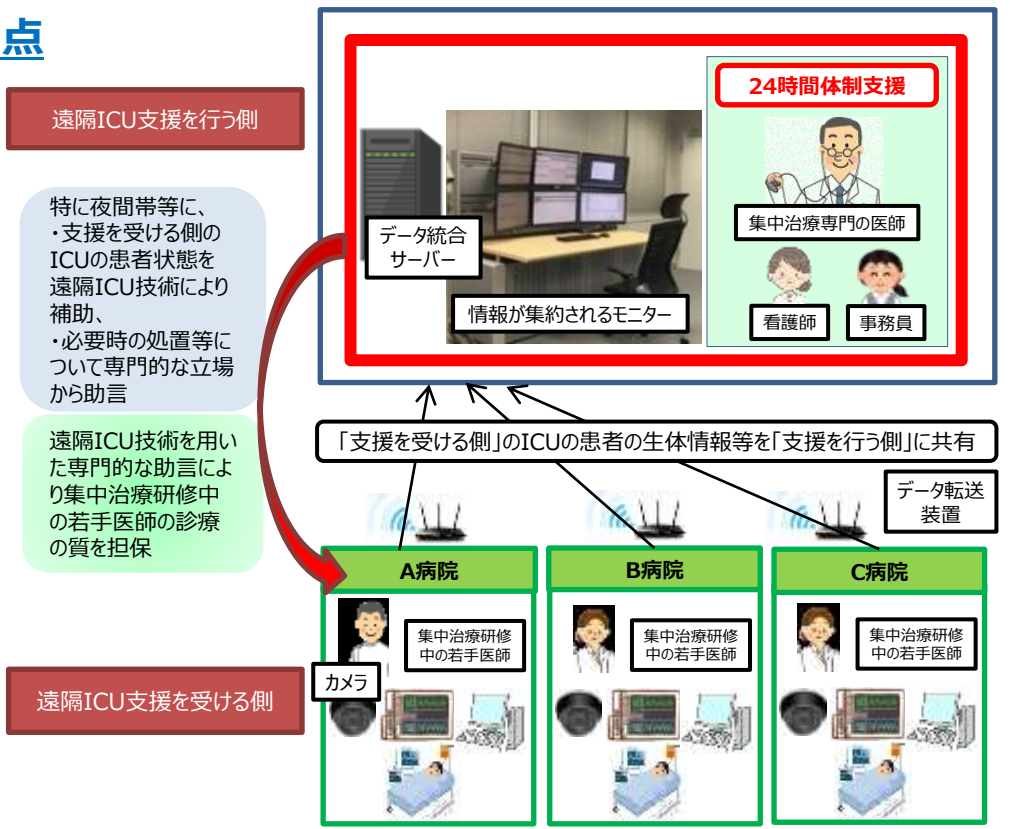 点
遠隔ICU支援を行う側
24時間体制支援
集中治療専門の医師
看護師
事務員
データ統合
サーバー
情報が集約されるモニター
特に夜間帯等に、
・支援を受ける側の
ICUの患者状態を
遠隔ICU技術により
補助、
・必要時の処置等に
ついて専門的な立場
から助言
遠隔ICU技術を用い
た専門的な助言によ
り集中治療研修中
の若手医師の診療
の質を担保
「支援を受ける側」のICUの患者の生体情報等を「支援を行う側」に共有
データ転送
装置
A病院
集中治療研修
中の若手医師
カメラ
B病院
集中治療研修
中の若手医師
C病院
集中治療研修
中の若手医師
遠隔ICU支援を受ける側